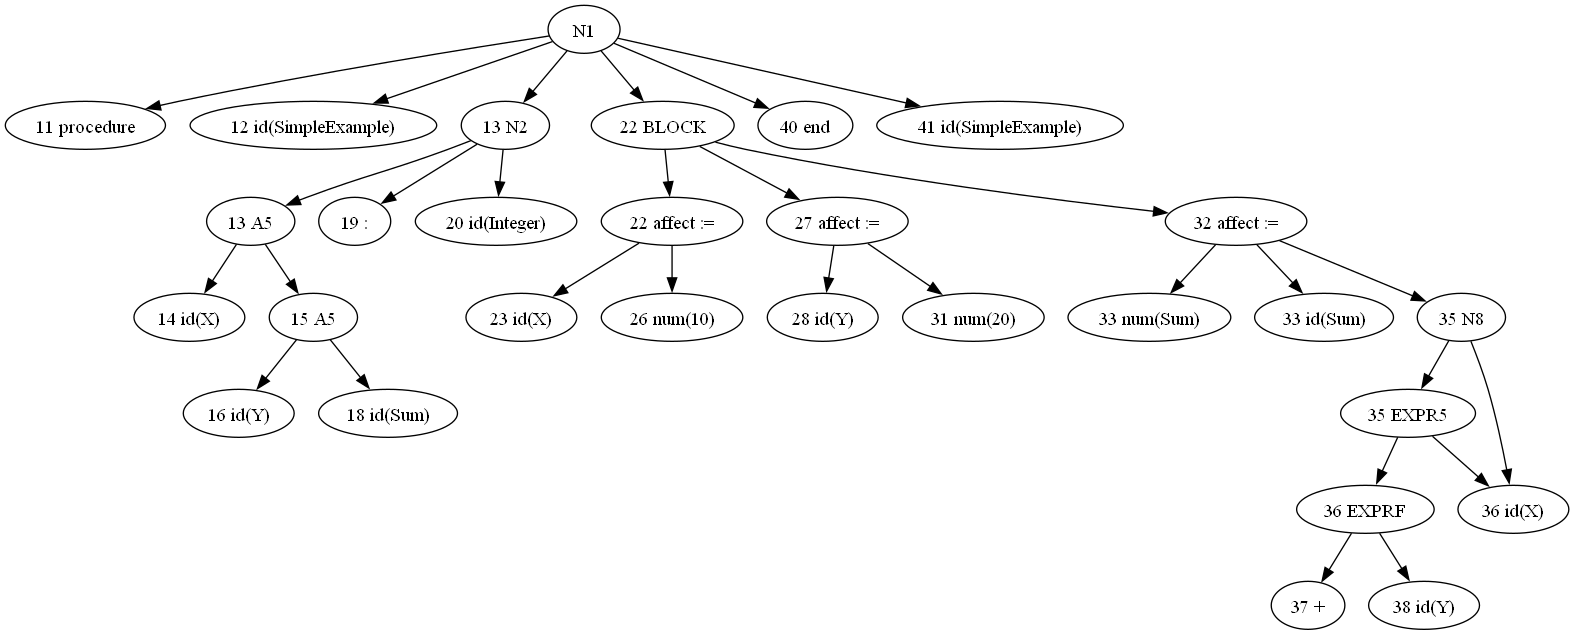 N1
11 procedure
12 id(SimpleExample)
13 N2
22 BLOCK
40 end
41 id(SimpleExample)
13 A5
19 :
20 id(Integer)
22 affect :=
27 affect :=
32 affect :=
14 id(X)
15 A5
23 id(X)
26 num(10)
28 id(Y)
31 num(20)
33 num(Sum)
33 id(Sum)
35 N8
16 id(Y)
18 id(Sum)
35 EXPR5
36 EXPRF
36 id(X)
37 +
38 id(Y)